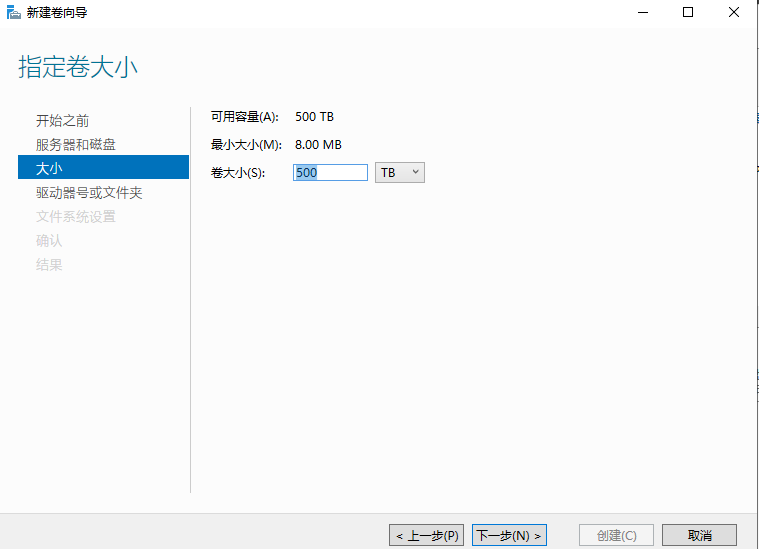 新建卷向导
指定卷大小
开始之前
服务器和磁盘
大小
驱动器号或文件夹
文件系统设置
确认
结果
可用容量(A): 500 TB
最小大小(M): 8.00 MB
卷大小(S): 500 TB
< 上一步(P) 下一步(N) > 创建(C) 取消